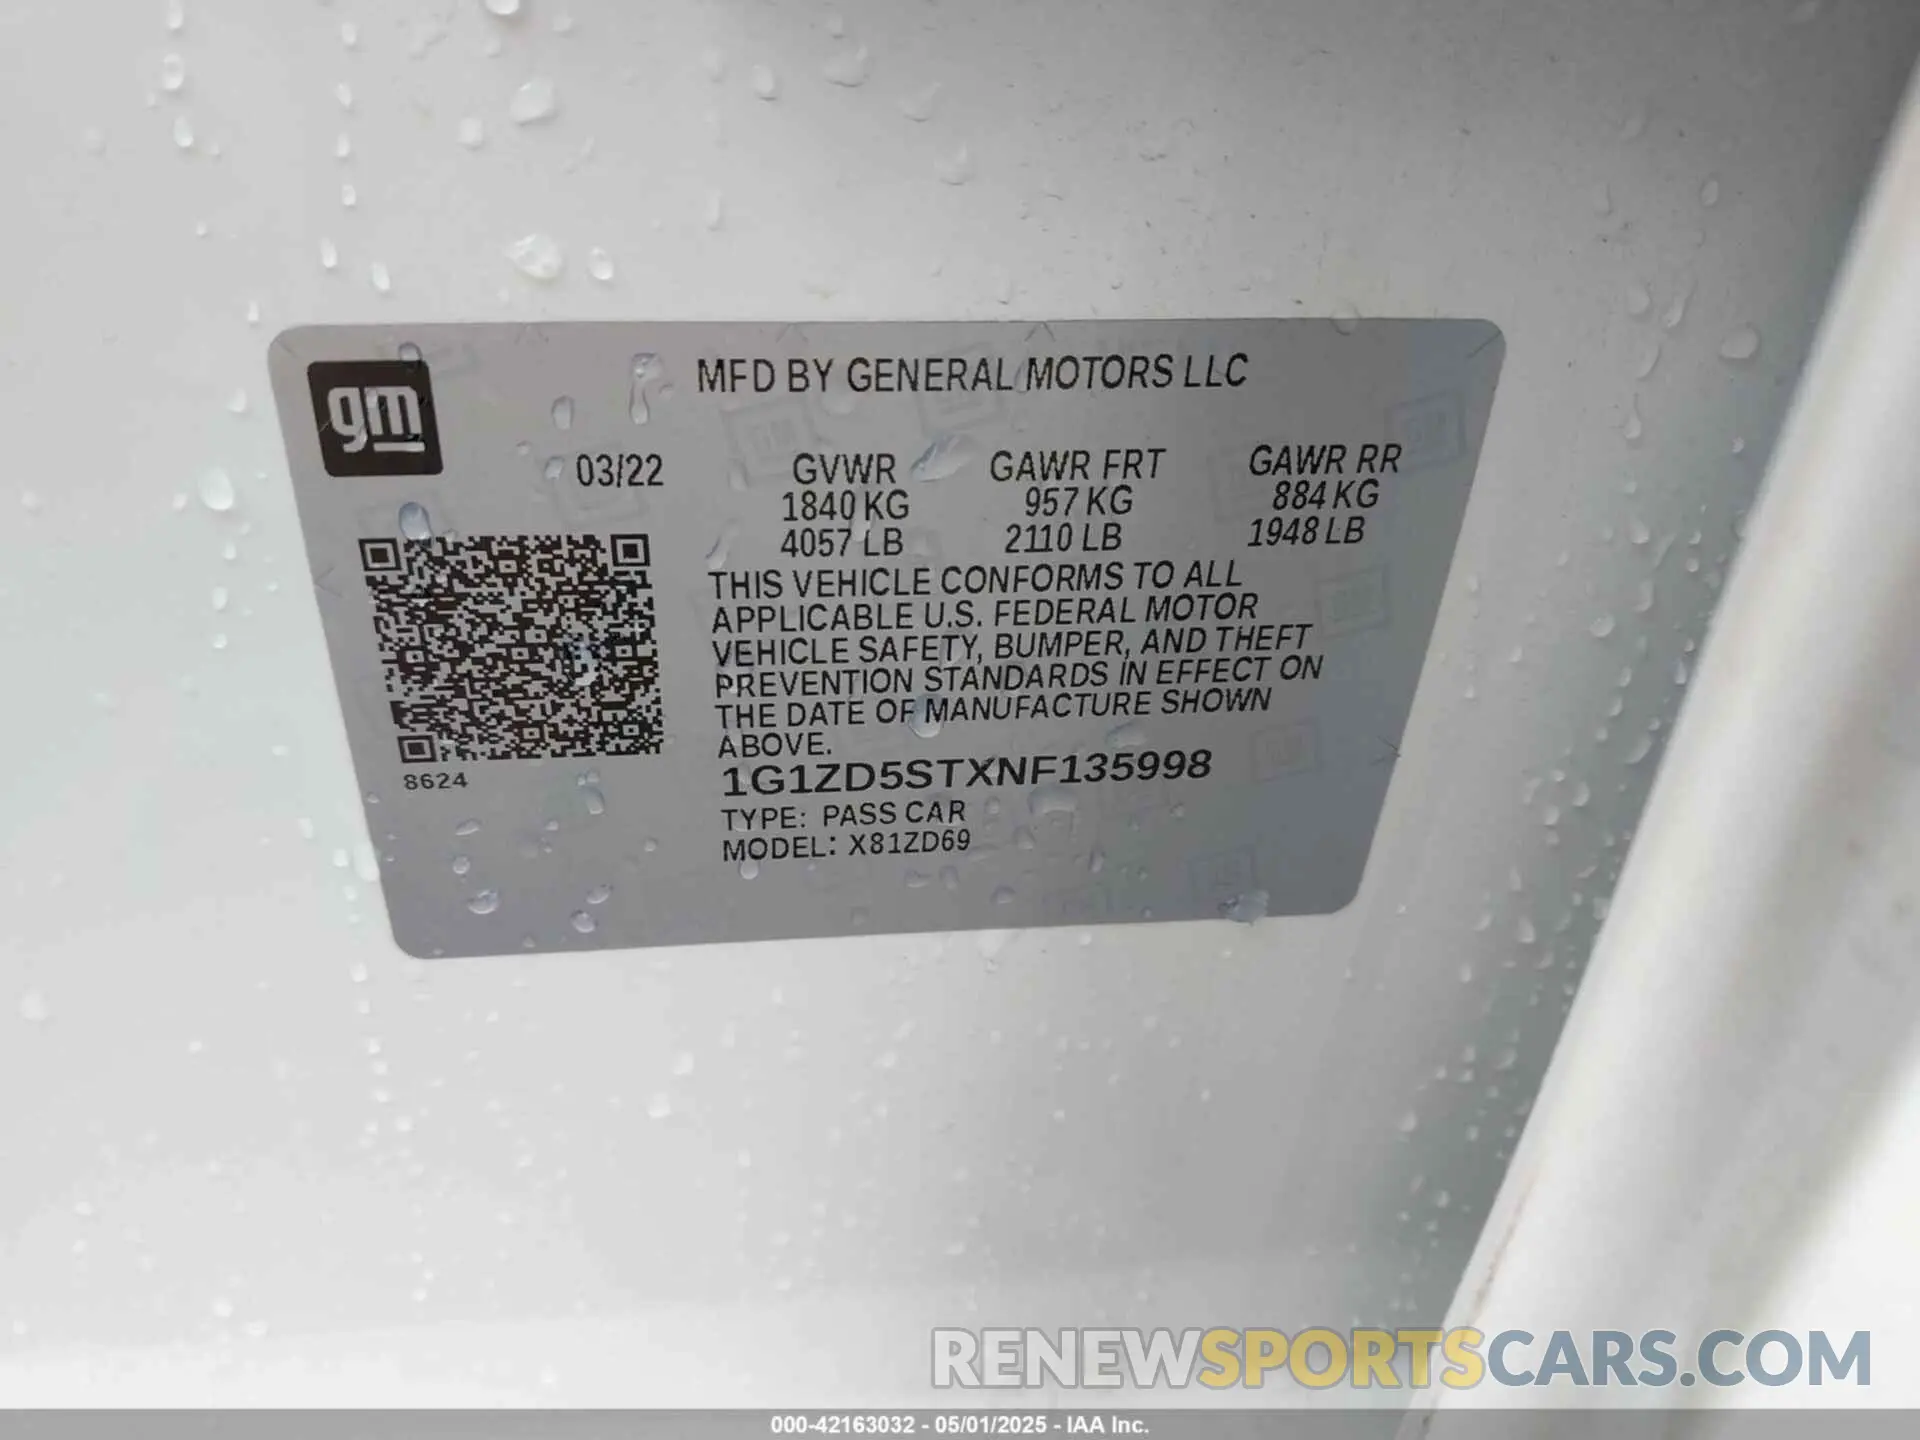 MFD BY GENERAL MOTORS LLC
gm
03/22
GVWR GAWR FRT GAWR RR
1840 KG 957 KG 884 KG
4057 LB 2110 LB 1948 LB
THIS VEHICLE CONFORMS TO ALL
APPLICABLE U.S. FEDERAL MOTOR
VEHICLE SAFETY, BUMPER, AND THEFT
PREVENTION STANDARDS IN EFFECT ON
THE DATE OF MANUFACTURE SHOWN
ABOVE.
8624
1G1ZD5STXNF135998
TYPE: PASS CAR
MODEL: X81ZD69
RENEWSPORTSCARS.COM
000-42163032 - 05/01/2025 - IAA Inc.